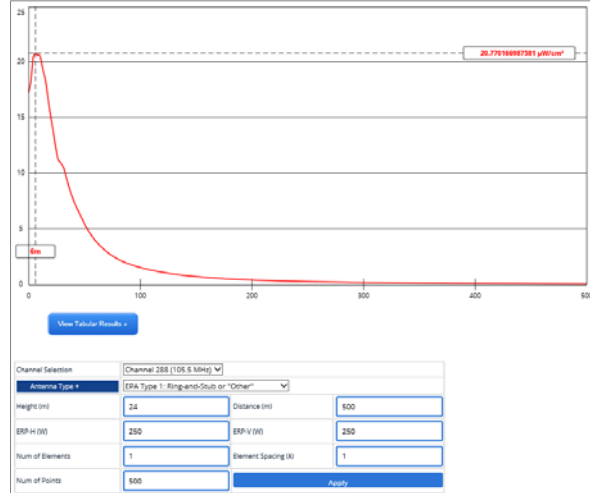 25
20.770166987581 μW/cm²
20
15
10
5
6m
0
0 100 200 300 400 500
View Tabular Results »
Channel Selection Channel 288 (105.5 MHz)
Antenna Type + EPA Type 1: Ring-and-Stub or "Other"
Height (m) 24 Distance (m) 500
ERP-H (W) 250 ERP-V (W) 250
Num of Elements 1 Element Spacing (λ) 1
Num of Points 500 Apply